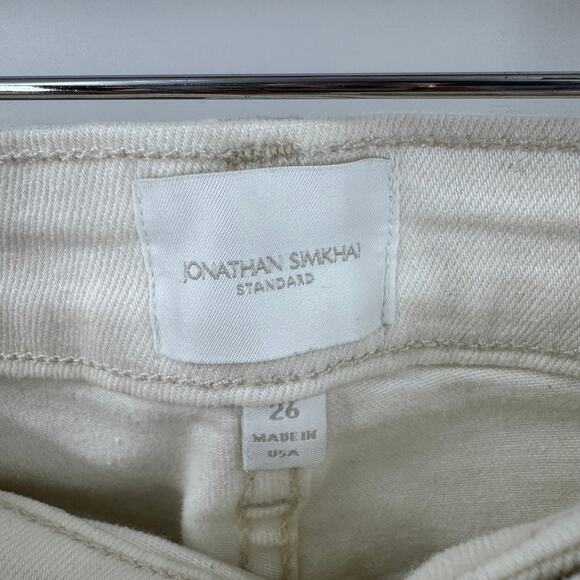 JONATHAN SIMKHAI
STANDARD
26
MADE IN
USA